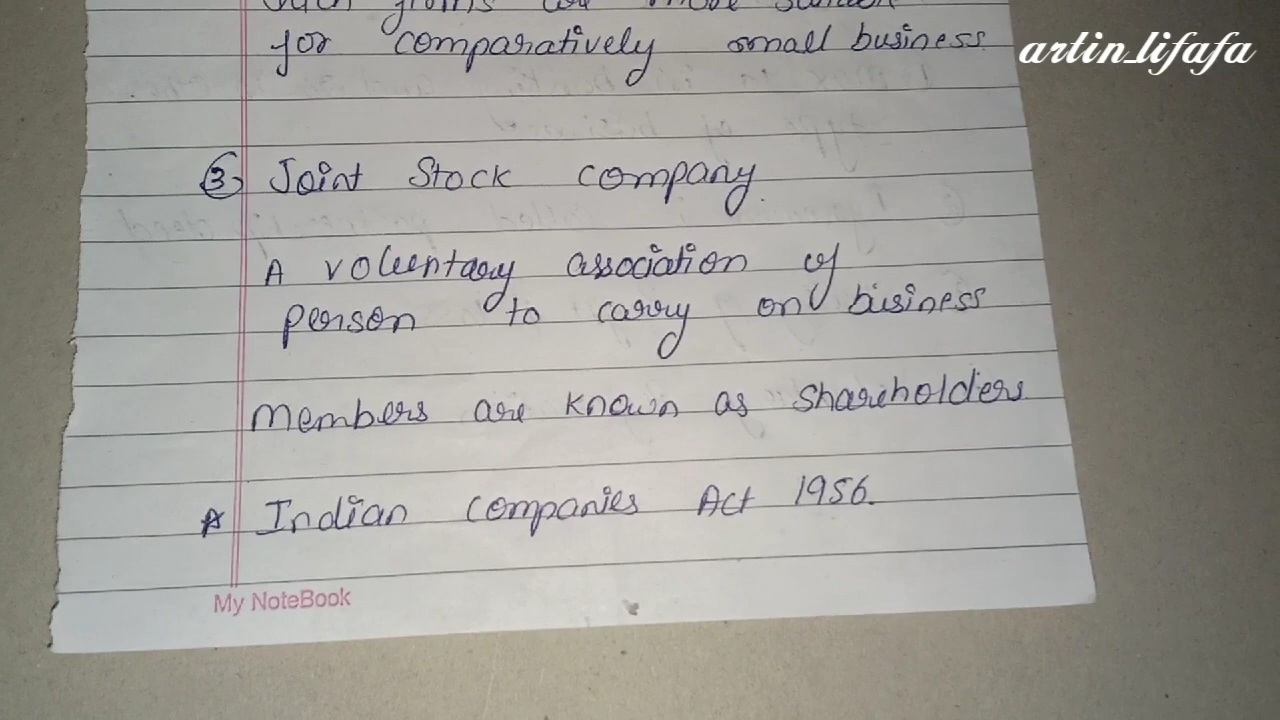 for comparatively small business
artin_lifafa
③ Joint Stock company.
A voluntary association of
person to carry on business
Members are known as Shareholders
☆ Indian Companies Act 1956.
My NoteBook